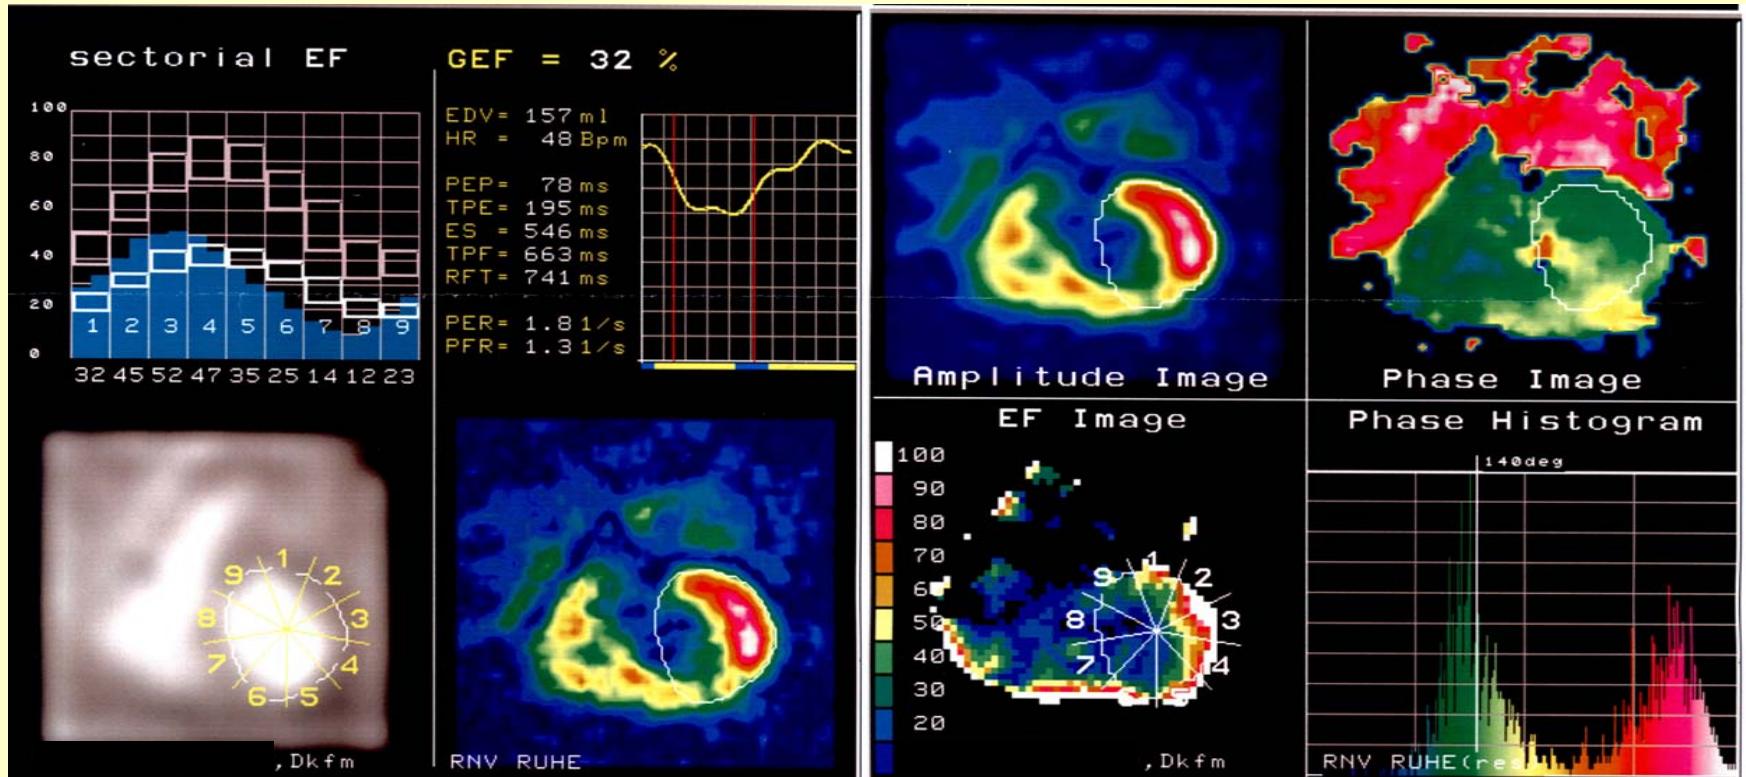 sectorial EF
GEF = 32 %
100
80
60
40
20
0
1 2 3 4 5 6 7 8 9
32 45 52 47 35 25 14 12 23
EDV= 157 ml
HR 48 Bpm
PEP= 78 ms
TPE= 195 ms
ES = 546 ms
TPF= 663 ms
RFT= 741 ms
PER= 1.8 1/s
PFR= 1.3 1/s
1
2
3
4
5
6
7
8
9
,Dkfm
RNV RUHE
Amplitude Image
Phase Image
EF Image
100
90
80
70
50
40
30
20
1
2
3
4
7
8
9
,Dkfm
Phase Histogram
140deg
RNV RUHE(res